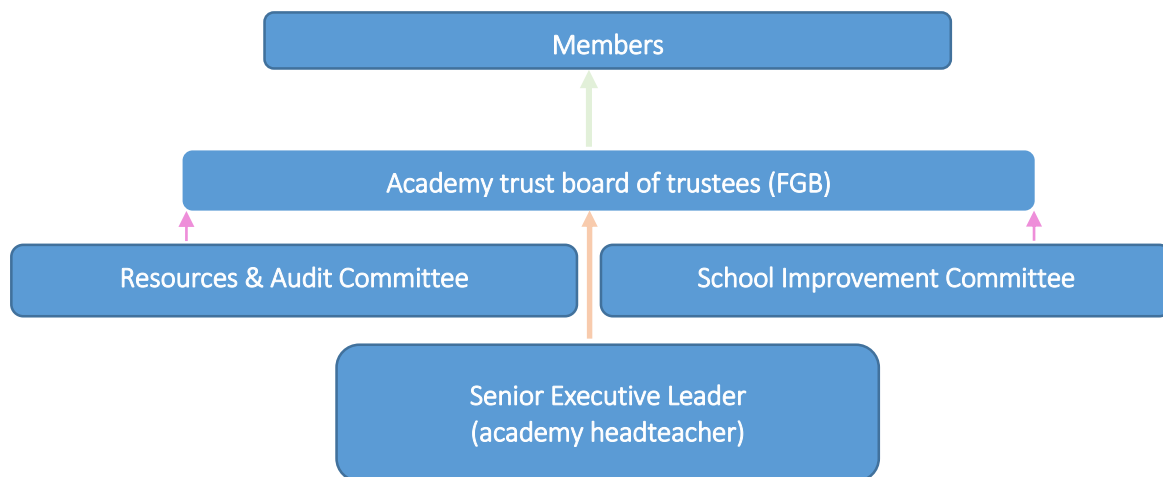 Members
Academy trust board of trustees (FGB)
Resources & Audit Committee
School Improvement Committee
Senior Executive Leader
(academy headteacher)